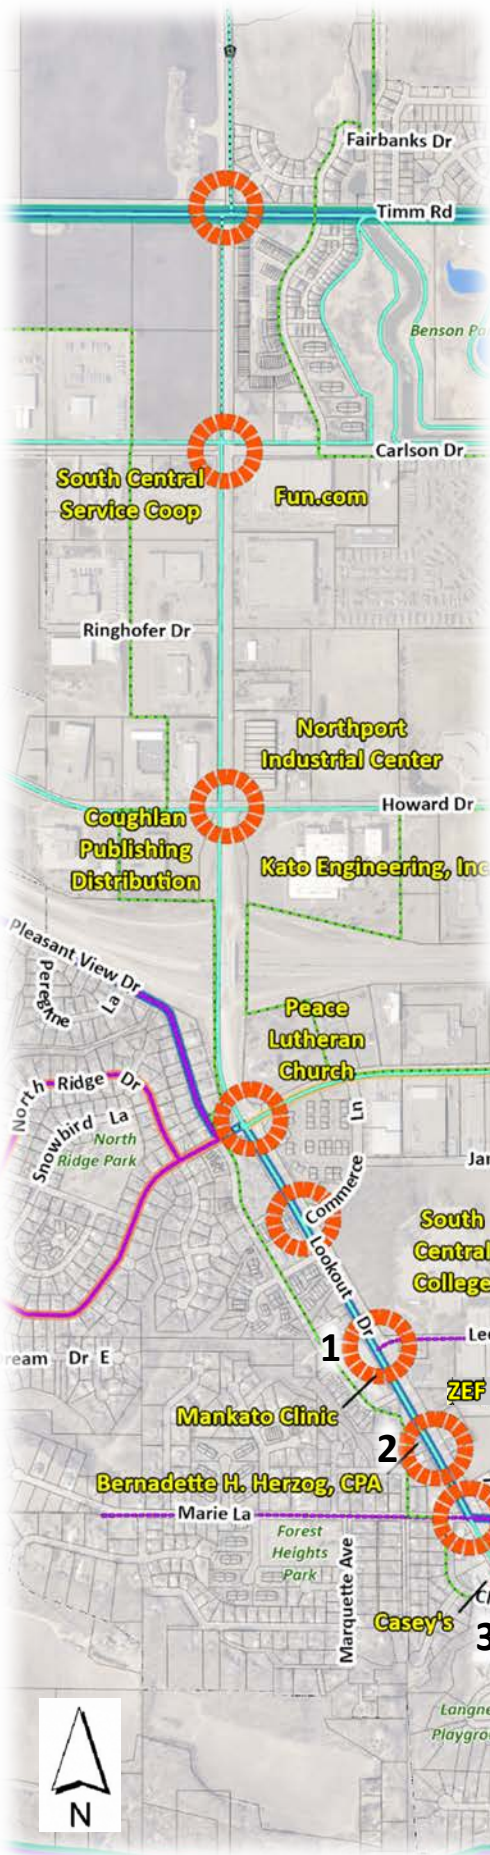 Fairbanks Dr
Timm Rd
Benson
Carlson Dr
South Central
Service Coop
Fun.com
Ringhofer Dr
Northport
Industrial Center
Howard Dr
Coughlan
Publishing
Distribution
Kato Engineering, Inc
Pleasant View Dr
Peregine La
Peace
Lutheran
Church
North Ridge Dr
Snowbird La
North
Ridge Park
Ln
Commerce
South
Central
College
Lookout Dr
1
Dr E
Mankato Clinic
ZEF
2
Bernadette H. Herzog, CPA
Marie La
Forest
Heights
Park
Marquette Ave
Casey's
3
N